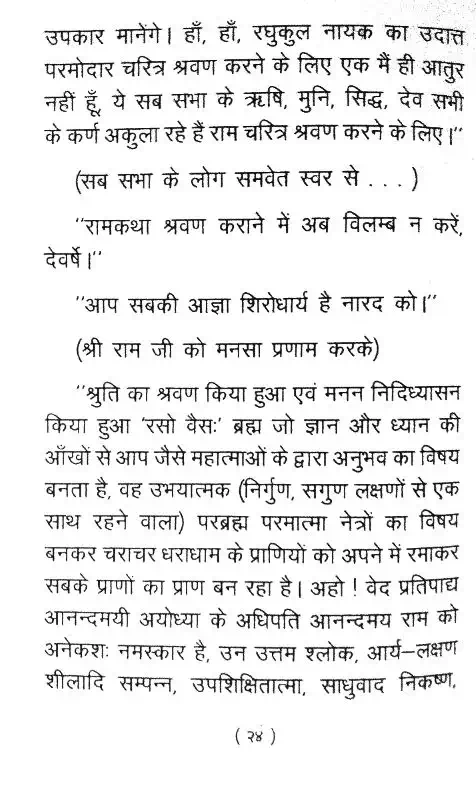 उपकार मानेंगे। हाँ, हाँ, रघुकुल नायक का उदात्त
परमोदार चरित्र श्रवण करने के लिए एक मैं ही आतुर
नहीं हूँ, ये सब सभा के ऋषि, मुनि, सिद्ध, देव सभी
के कर्ण अकुला रहे हैं राम चरित्र श्रवण करने के लिए।"
(सब सभा के लोग समवेत स्वर से . . . )
"रामकथा श्रवण कराने में अब विलम्ब न करें,
देवर्षे।"
"आप सबकी आज्ञा शिरोधार्य है नारद को।"
(श्री राम जी को मनसा प्रणाम करके)
"श्रुति का श्रवण किया हुआ एवं मनन निदिध्यासन
किया हुआ 'रसो वैसः' ब्रह्म जो ज्ञान और ध्यान की
आँखों से आप जैसे महात्माओं के द्वारा अनुभव का विषय
बनता है, वह उभयात्मक (निर्गुण, सगुण लक्षणों से एक
साथ रहने वाला) परब्रह्म परमात्मा नेत्रों का विषय
बनकर चराचर धराधाम के प्राणियों को अपने में रमाकर
सबके प्राणों का प्राण बन रहा है। अहो ! वेद प्रतिपाद्य
आनन्दमयी अयोध्या के अधिपति आनन्दमय राम को
अनेकशः नमस्कार है, उन उत्तम श्लोक, आर्य–लक्षण
शीलादि सम्पन्न, उपशिक्षितात्मा, साधुवाद निकष्ण,
( २४ )